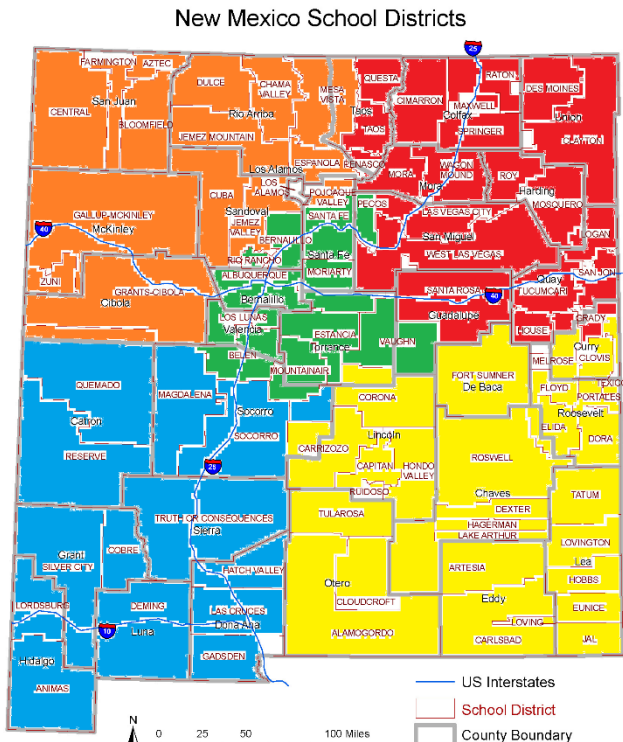 New Mexico School Districts
25
FARMINGTON
AZTEC
DULCE
CHAMA
VALLEY
MESA
VISTA
QUESTA
RATON
DES MOINES
CENTRAL
San Juan
BLOOMFIELD
Rio Arriba
Taos
TAOS
CIMARRON
MAXWELL
Colfax
SPRINGER
Union
CLAYTON
JEMEZ MOUNTAIN
Los Alamos
ESPANOLA
PENASCO
MORA
Mora
WAGON
MOUND
ROY
Harding
MOSQUERO
CUBA
LOS
ALAMOS
POJOAQUE
VALLEY
PECOS
GALLUP-MCKINLEY
McKinley
Sandoval
JEMEZ
VALLEY
SANTA FE
LAS VEGAS CITY
San Miguel
LOGAN
40
BERNALILLO
Santa Fe
WEST LAS VEGAS
RIO RANCHO
ALBUQUERQUE
MORIARTY
Quay
SAN JON
TUCUMCARI
ZUNI
GRANTS-CIBOLA
Cibola
Bernalillo
SANTA ROSA
40
Guadalupe
GRADY
HOUSE
LOS LUNAS
Valencia
ESTANCIA
Torrance
VAUGHN
Curry
CLOVIS
BELEN
MOUNTAINAIR
MELROSE
QUEMADO
MAGDALENA
Socorro
FORT SUMNER
De Baca
FLOYD
TEXICO
PORTALES
Catron
SOCORRO
CORONA
Lincoln
Roosevelt
ELIDA
DORA
RESERVE
25
CARRIZOZO
CAPITAN
HONDO
VALLEY
ROSWELL
Chaves
RUIDOSO
TATUM
TRUTH OR CONSEQUENCES
Sierra
TULAROSA
DEXTER
HAGERMAN
LAKE ARTHUR
LOVINGTON
Lea
Grant
SILVER CITY
COBRE
HATCH VALLEY
Otero
ARTESIA
HOBBS
LORDSBURG
DEMING
LAS CRUCES
Dona Ana
CLOUDCROFT
Eddy
EUNICE
10
Luna
LOVING
ALAMOGORDO
CARLSBAD
JAL
Hidalgo
GADSDEN
ANIMAS
N
0 25 50 100 Miles
US Interstates
School District
County Boundary